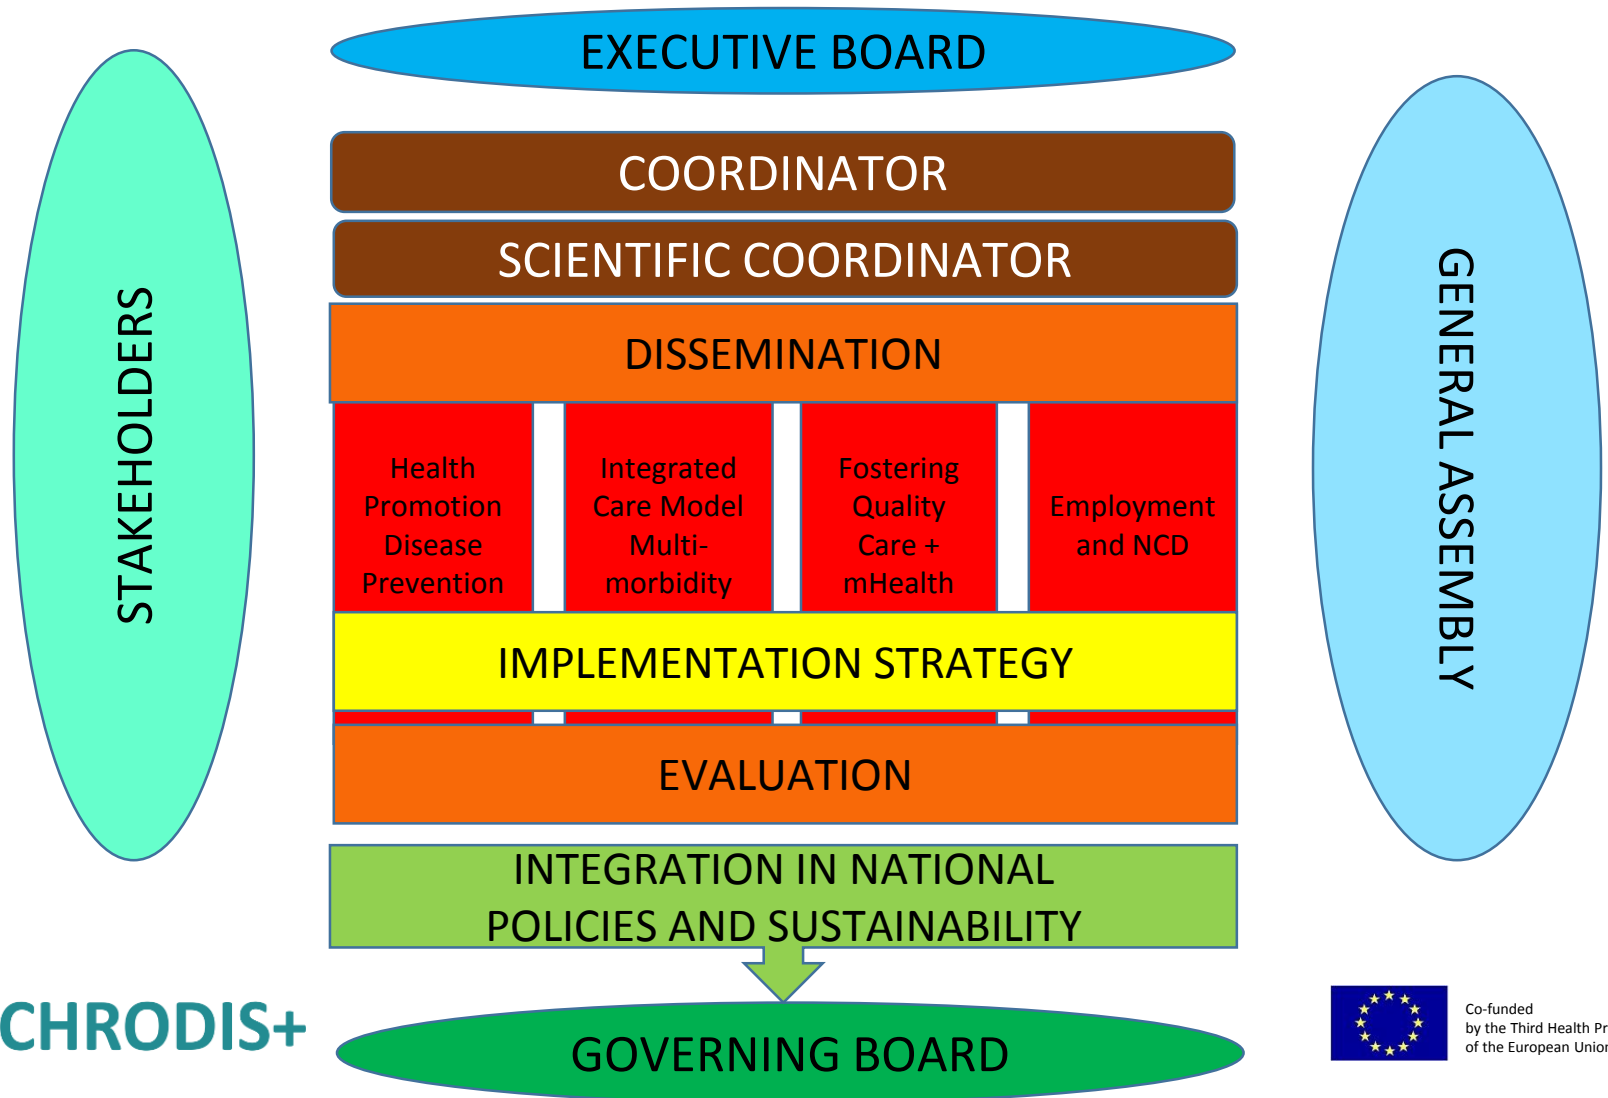 EXECUTIVE BOARD
COORDINATOR
SCIENTIFIC COORDINATOR
DISSEMINATION
STAKEHOLDERS
GENERAL ASSEMBLY
Health
Promotion
Disease
Prevention
Integrated
Care Model
Multi-
morbidity
Fostering
Quality
Care +
mHealth
Employment
and NCD
IMPLEMENTATION STRATEGY
EVALUATION
INTEGRATION IN NATIONAL
POLICIES AND SUSTAINABILITY
CHRODIS+
GOVERNING BOARD
Co-funded
by the Third Health Pr
of the European Union